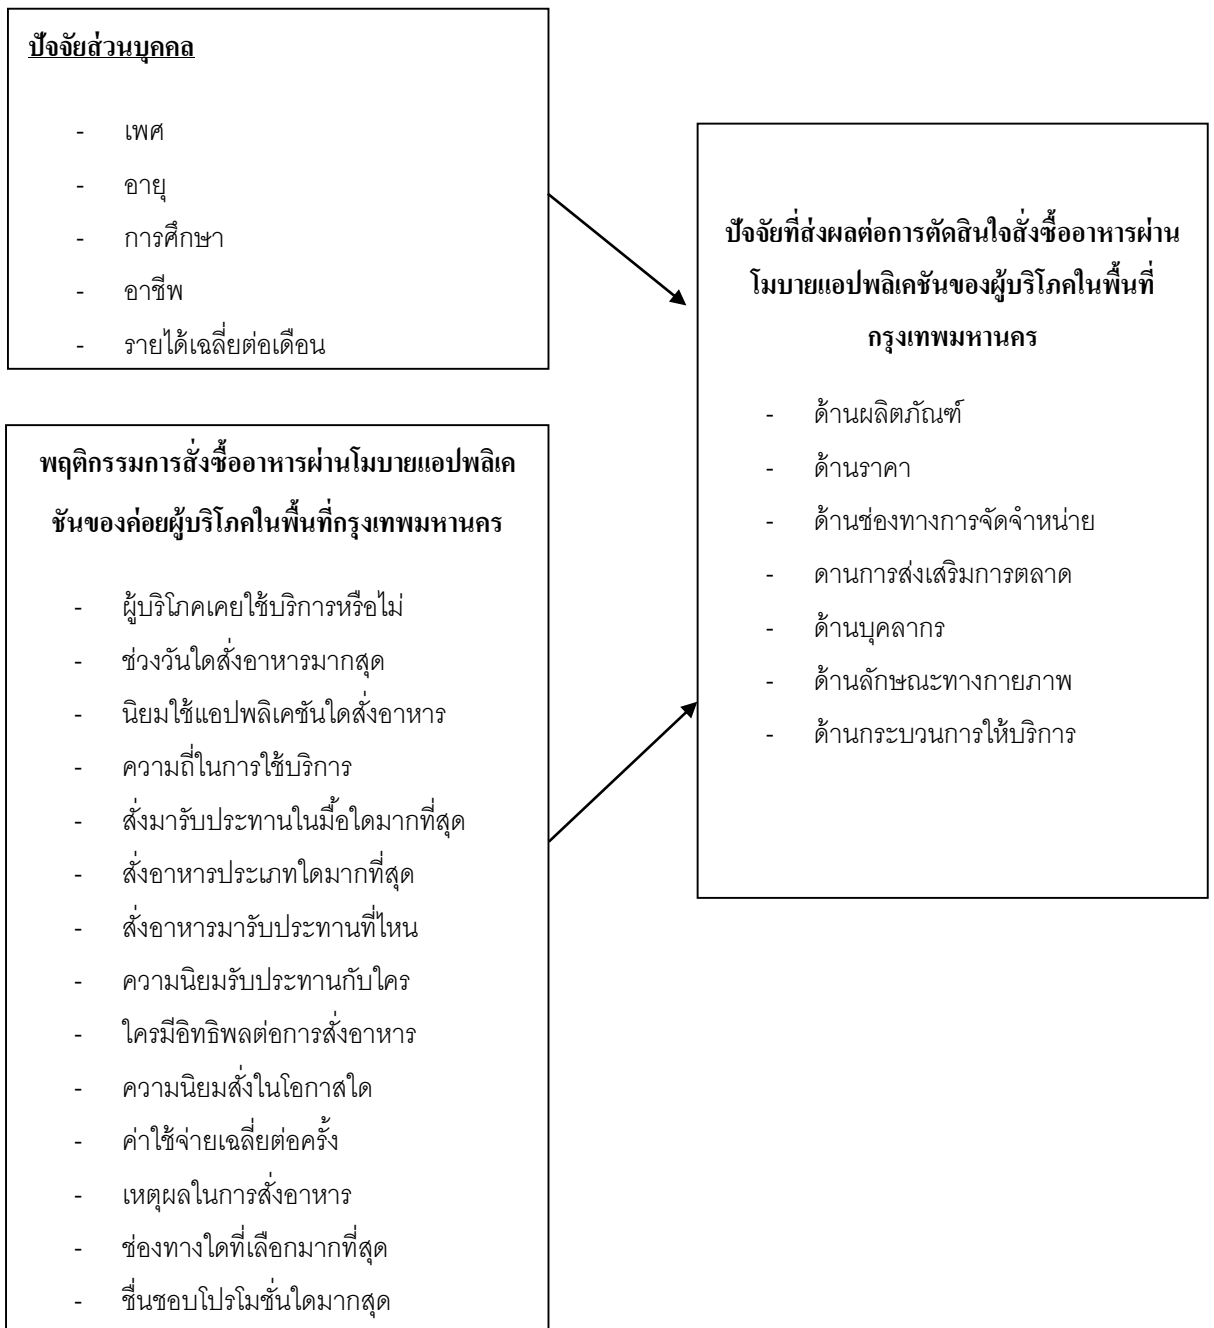 ปัจจัยส่วนบุคคล
- เพศ
- อายุ
- การศึกษา
- อาชีพ
- รายได้เฉลี่ยต่อเดือน
พฤติกรรมการสั่งซื้ออาหารผ่านโมบายแอปพลิเค
ชันของค่อยผู้บริโภคในพื้นที่กรุงเทพมหานคร
- ผู้บริโภคเคยใช้บริการหรือไม่
- ช่วงวันใดสั่งอาหารมากสุด
- นิยมใช้แอปพลิเคชันใดสั่งอาหาร
- ความถี่ในการใช้บริการ
- สั่งมารับประทานในมื้อใดมากที่สุด
- สั่งอาหารประเภทใดมากที่สุด
- สั่งอาหารมารับประทานที่ไหน
- ความนิยมรับประทานกับใคร
- ใครมีอิทธิพลต่อการสั่งอาหาร
- ความนิยมสั่งในโอกาสใด
- ค่าใช้จ่ายเฉลี่ยต่อครั้ง
- เหตุผลในการสั่งอาหาร
- ช่องทางใดที่เลือกมากที่สุด
- ชื่นชอบโปรโมชั่นใดมากสุด
ปัจจัยที่ส่งผลต่อการตัดสินใจสั่งซื้ออาหารผ่าน
โมบายแอปพลิเคชันของผู้บริโภคในพื้นที่
กรุงเทพมหานคร
- ด้านผลิตภัณฑ์
- ด้านราคา
- ด้านช่องทางการจัดจำหน่าย
- ดานการส่งเสริมการตลาด
- ด้านบุคลากร
- ด้านลักษณะทางกายภาพ
- ด้านกระบวนการให้บริการ